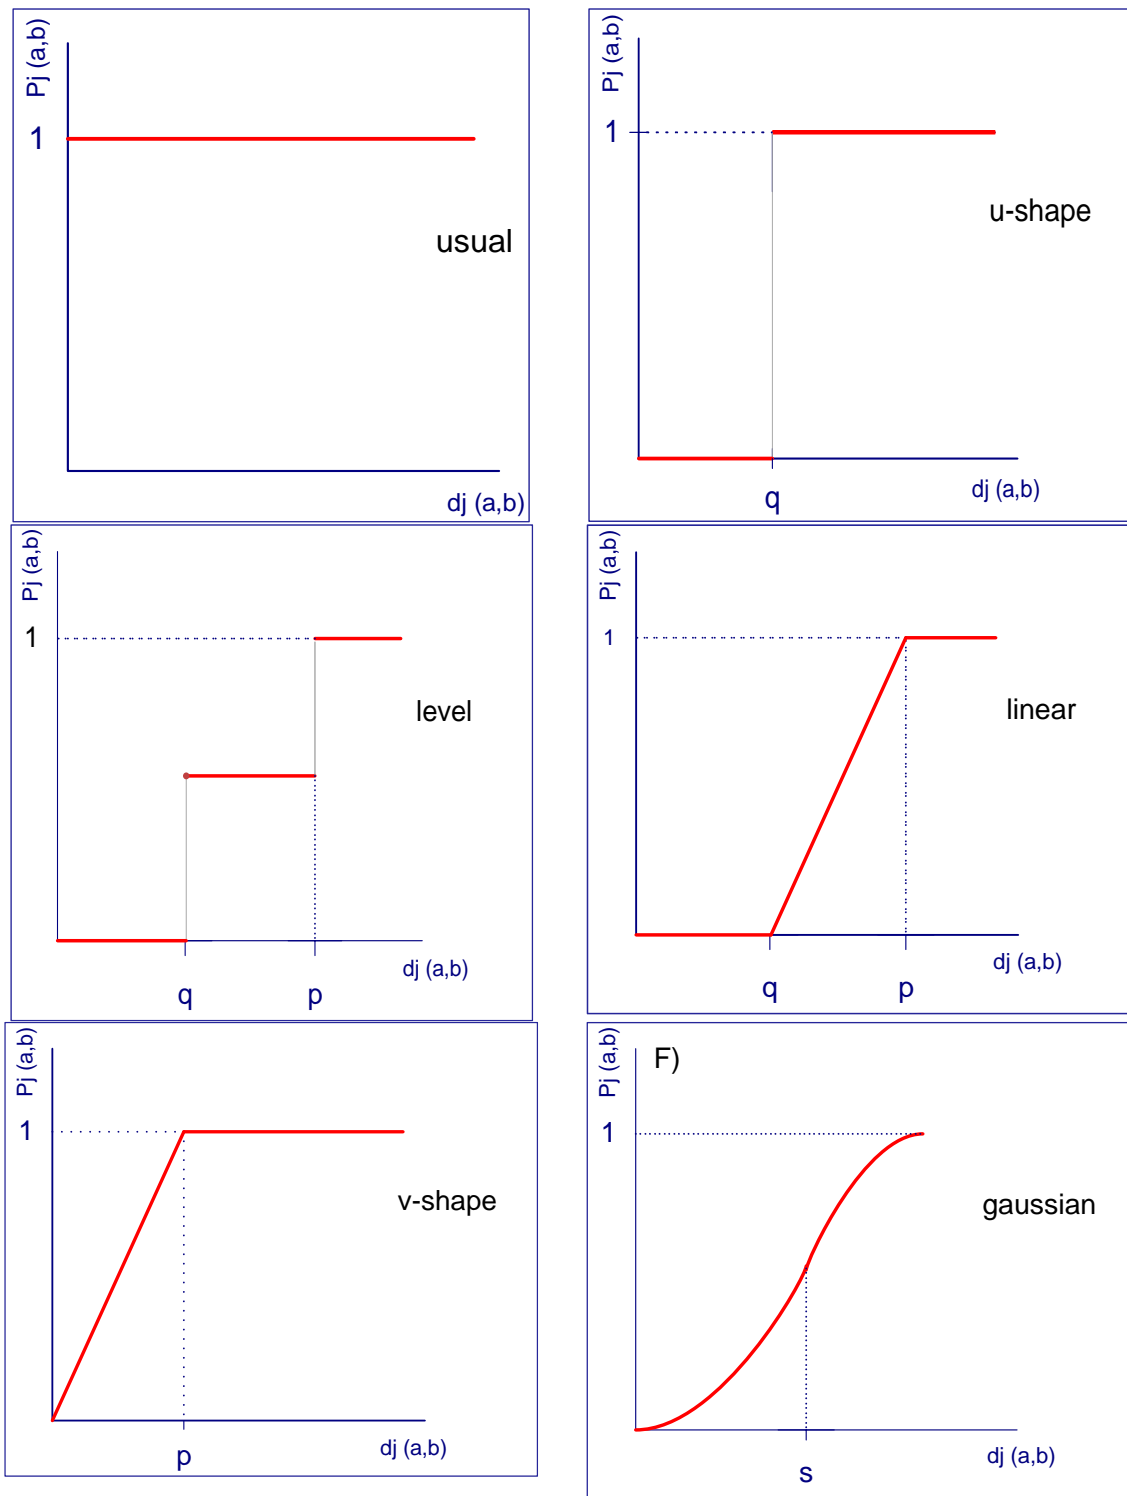 Pj (a,b)
1
usual
dj (a,b)
Pj (a,b)
1
u-shape
q
dj (a,b)
Pj (a,b)
1
level
dj (a,b)
q
p
Pj (a,b)
1
linear
dj (a,b)
q
p
Pj (a,b)
1
v-shape
dj (a,b)
p
Pj (a,b)
F)
1
gaussian
dj (a,b)
s